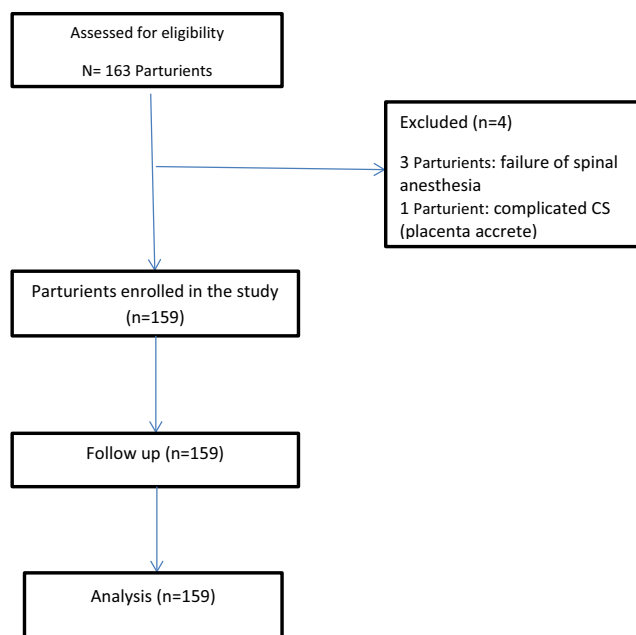 Assessed for eligibility
N= 163 Parturients
Excluded (n=4)
3 Parturients: failure of spinal
anesthesia
1 Parturient: complicated CS
(placenta accrete)
Parturients enrolled in the study
(n=159)
Follow up (n=159)
Analysis (n=159)